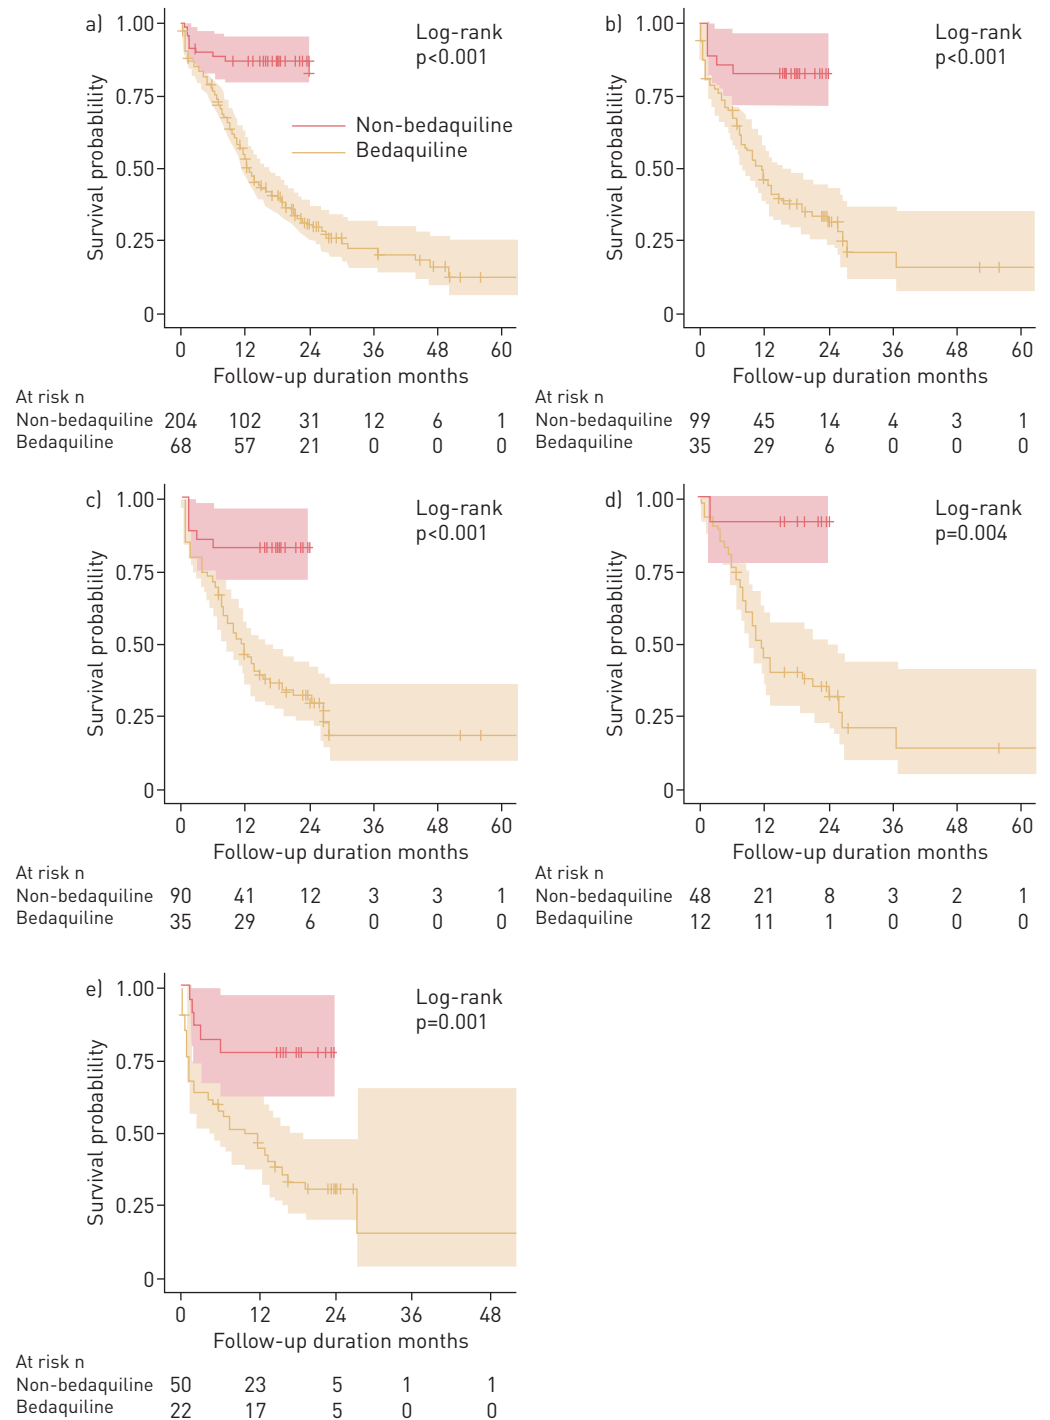 a)
Log-rank
p<0.001
1.00
0.75
0.50
0.25
0
Survival probablility
Non-bedaquiline
Bedaquiline
0 12 24 36 48 60
Follow-up duration months
At risk n
Non-bedaquiline 204 102 31 12 6 1
Bedaquiline 68 57 21 0 0 0
b)
Log-rank
p<0.001
1.00
0.75
0.50
0.25
0
Survival probablility
0 12 24 36 48 60
Follow-up duration months
At risk n
Non-bedaquiline 99 45 14 4 3 1
Bedaquiline 35 29 6 0 0 0
c)
Log-rank
p<0.001
1.00
0.75
0.50
0.25
0
Survival probablility
0 12 24 36 48 60
Follow-up duration months
At risk n
Non-bedaquiline 90 41 12 3 3 1
Bedaquiline 35 29 6 0 0 0
d)
Log-rank
p=0.004
1.00
0.75
0.50
0.25
0
Survival probablility
0 12 24 36 48 60
Follow-up duration months
At risk n
Non-bedaquiline 48 21 8 3 2 1
Bedaquiline 12 11 1 0 0 0
e)
Log-rank
p=0.001
1.00
0.75
0.50
0.25
0
Survival probablility
0 12 24 36 48
Follow-up duration months
At risk n
Non-bedaquiline 50 23 5 1 1
Bedaquiline 22 17 5 0 0